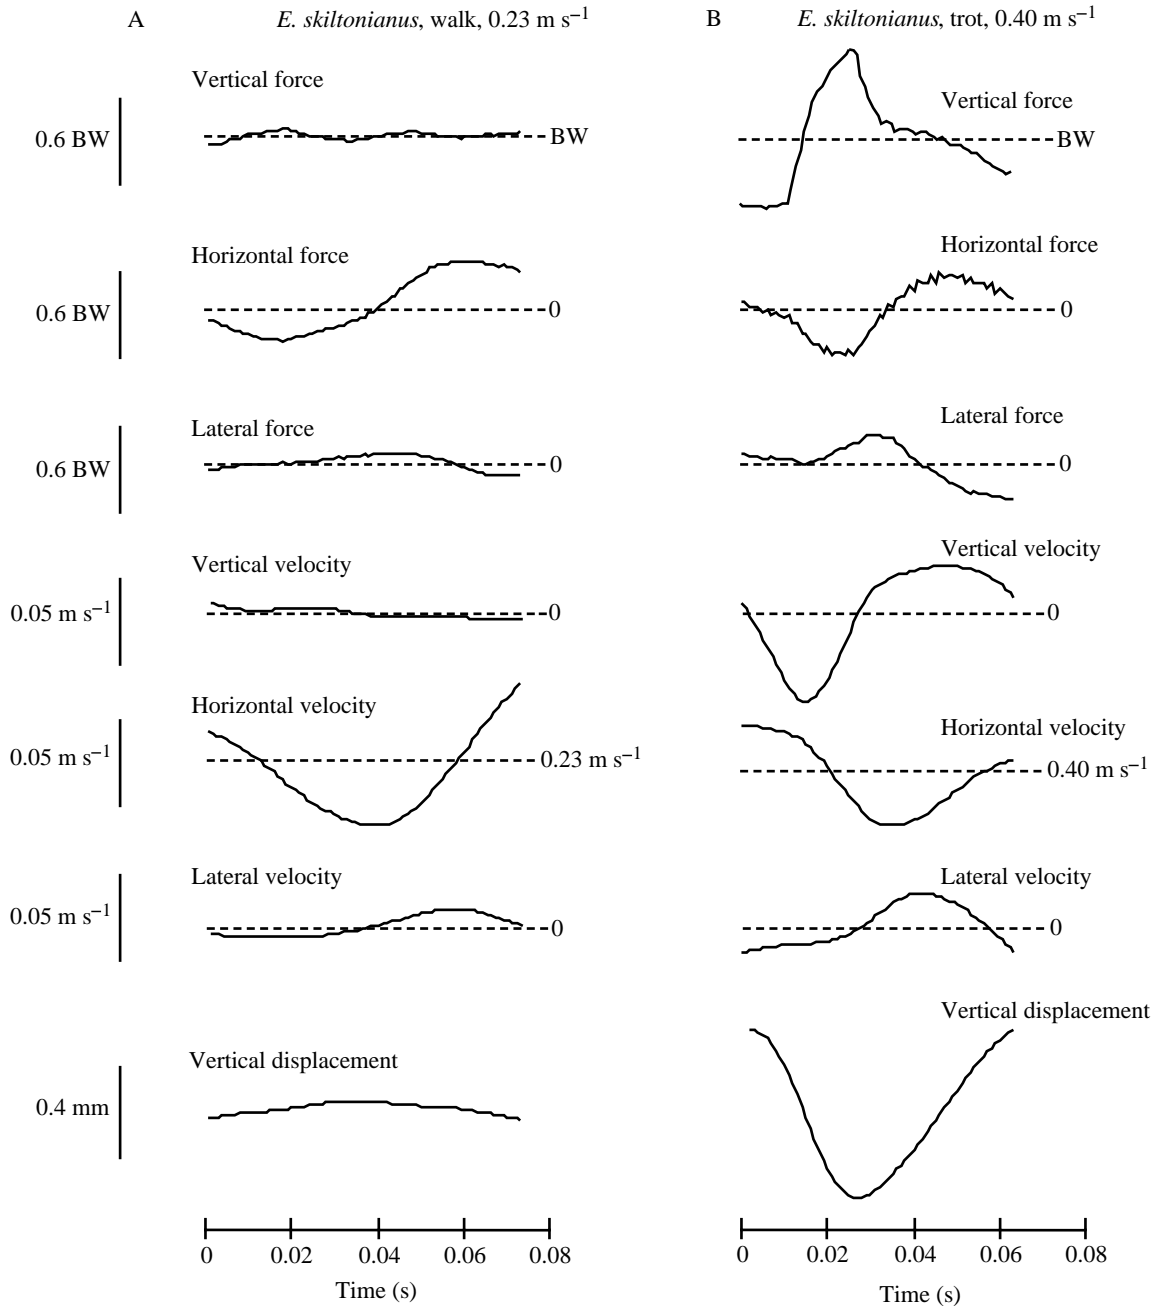 A
E. skiltonianus, walk, 0.23 m s⁻¹
B
E. skiltonianus, trot, 0.40 m s⁻¹
Vertical force
0.6 BW
BW
Vertical force
BW
Horizontal force
0.6 BW
0
Horizontal force
0
Lateral force
0.6 BW
0
Lateral force
0
Vertical velocity
0.05 m s⁻¹
0
Vertical velocity
0
Horizontal velocity
0.05 m s⁻¹
0.23 m s⁻¹
Horizontal velocity
0.40 m s⁻¹
Lateral velocity
0.05 m s⁻¹
0
Lateral velocity
0
Vertical displacement
0.4 mm
Vertical displacement
0 0.02 0.04 0.06 0.08
Time (s)
0 0.02 0.04 0.06 0.08
Time (s)